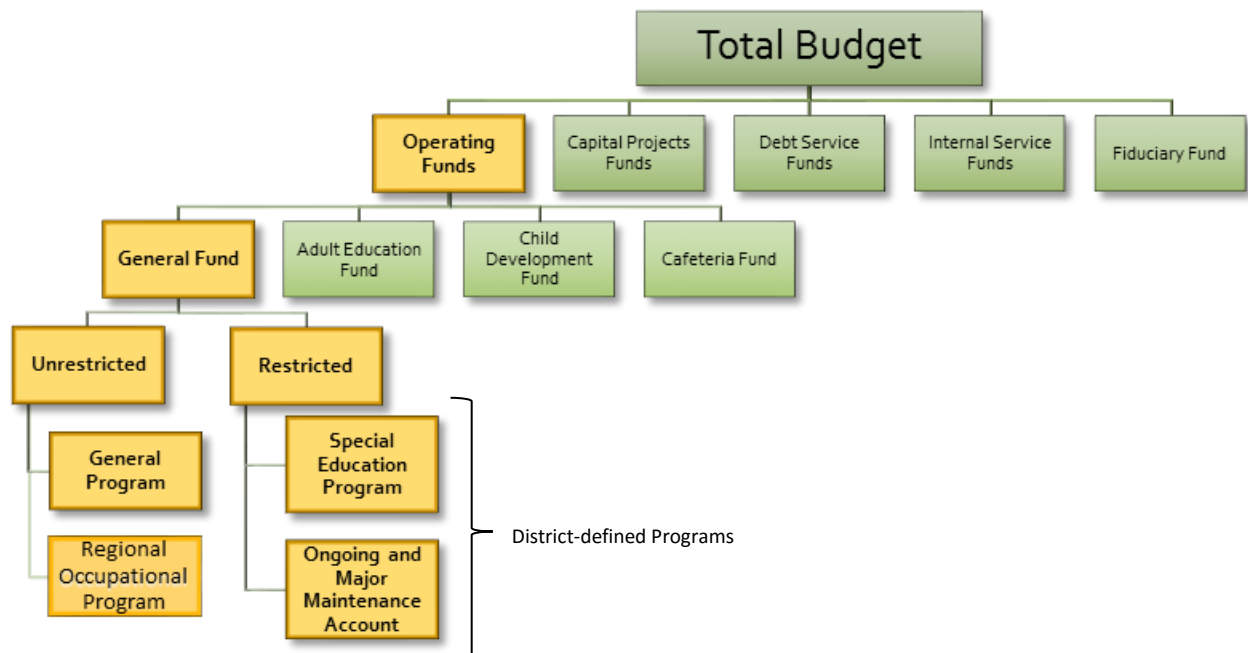 Total Budget
Operating
Funds
Capital Projects
Funds
Debt Service
Funds
Internal Service
Funds
Fiduciary Fund
General Fund
Adult Education
Fund
Child
Development
Fund
Cafeteria Fund
Unrestricted
Restricted
General
Program
Special
Education
Program
District-defined Programs
Regional
Occupational
Program
Ongoing and
Major
Maintenance
Account